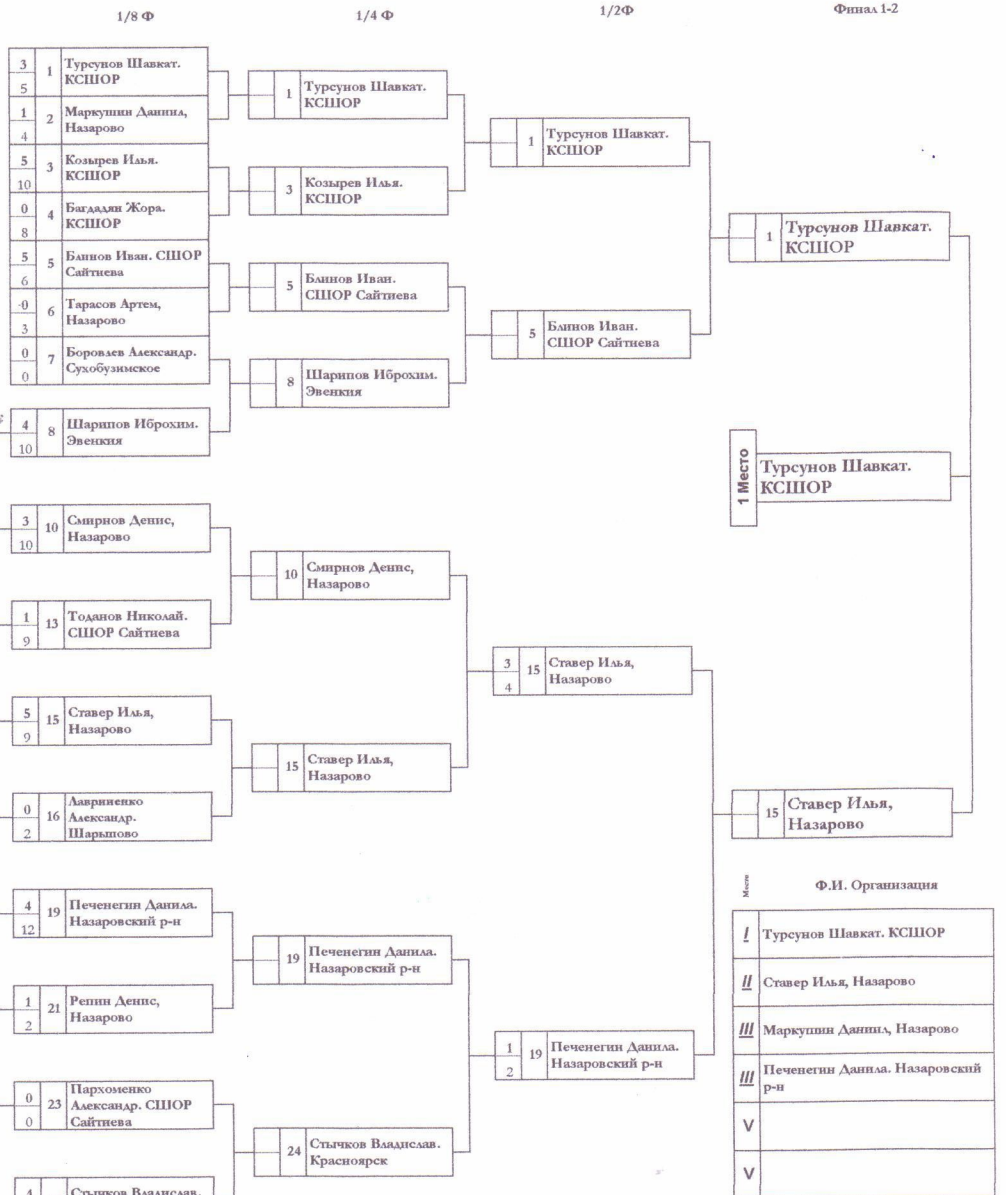 1/8 Ф
1/4 Ф
1/2Ф
Финал 1-2
3
5
1
Турсунов Шавкат.
КСШОР
1
4
2
Маркушин Даниил,
Назарово
5
10
3
Козырев Илья.
КСШОР
0
8
4
Багдадян Жора.
КСШОР
5
6
5
Блинов Иван. СШОР
Сайтиева
0
3
6
Тарасов Артем,
Назарово
0
0
7
Боровлев Александр.
Сухобузимское
4
10
8
Шарипов Иброхим.
Эвенкия
3
10
10
Смирнов Денис,
Назарово
1
9
13
Тоданов Николай.
СШОР Сайтиева
5
9
15
Ставер Илья,
Назарово
0
2
16
Лавриненко
Александр.
Шарыпово
4
12
19
Печенегин Данила.
Назаровский р-н
1
2
21
Репин Денис,
Назарово
0
0
23
Пархоменко
Александр. СШОР
Сайтиева
4
Стычков Владислав.
1
Турсунов Шавкат.
КСШОР
3
Козырев Илья.
КСШОР
5
Блинов Иван.
СШОР Сайтиева
8
Шарипов Иброхим.
Эвенкия
10
Смирнов Денис,
Назарово
15
Ставер Илья,
Назарово
19
Печенегин Данила.
Назаровский р-н
24
Стычков Владислав.
Красноярск
1
Турсунов Шавкат.
КСШОР
5
Блинов Иван.
СШОР Сайтиева
3
4
15
Ставер Илья,
Назарово
1
2
19
Печенегин Данила.
Назаровский р-н
1
Турсунов Шавкат.
КСШОР
1 Место
Турсунов Шавкат.
КСШОР
15
Ставер Илья,
Назарово
Место
Ф.И. Организация
I
Турсунов Шавкат. КСШОР
II
Ставер Илья, Назарово
III
Маркушин Даниил, Назарово
III
Печенегин Данила. Назаровский
р-н
V
V